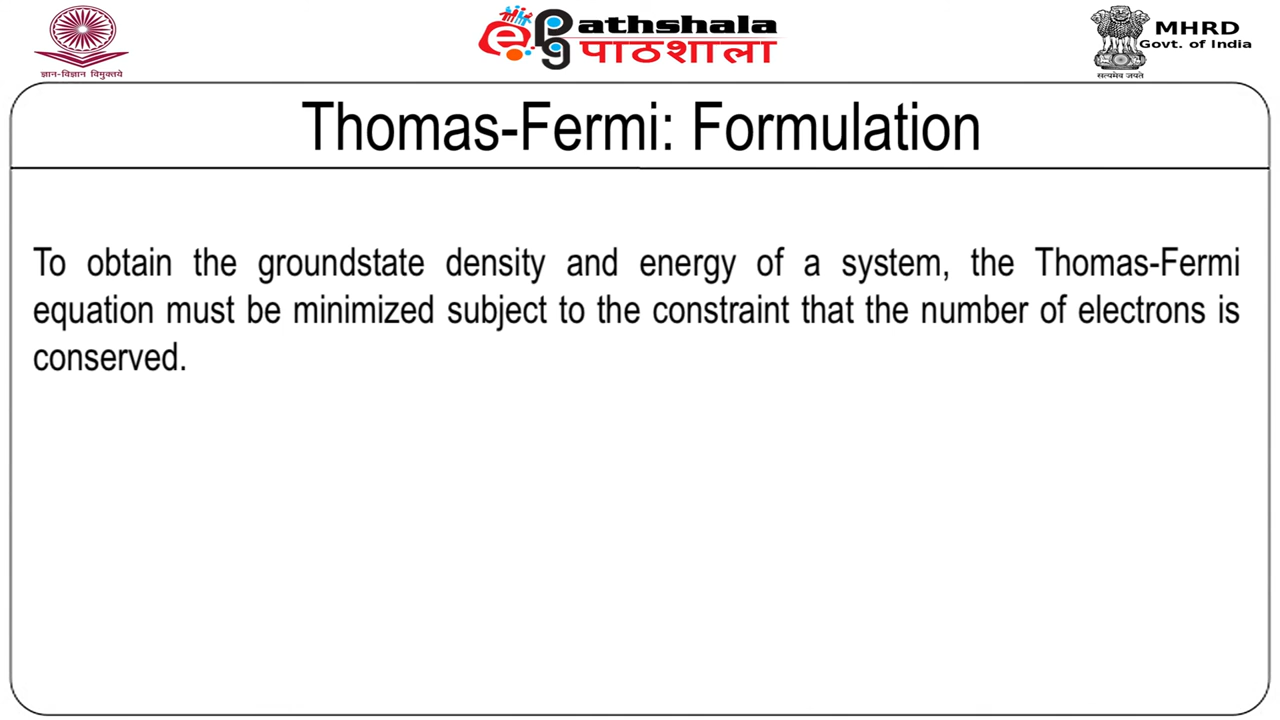 ज्ञान-विज्ञान विमुक्तये
e pg Pathshala
पाठशाला
MHRD
Govt. of India
सत्यमेव जयते
Thomas-Fermi: Formulation
To obtain the groundstate density and energy of a system, the Thomas-Fermi
equation must be minimized subject to the constraint that the number of electrons is
conserved.